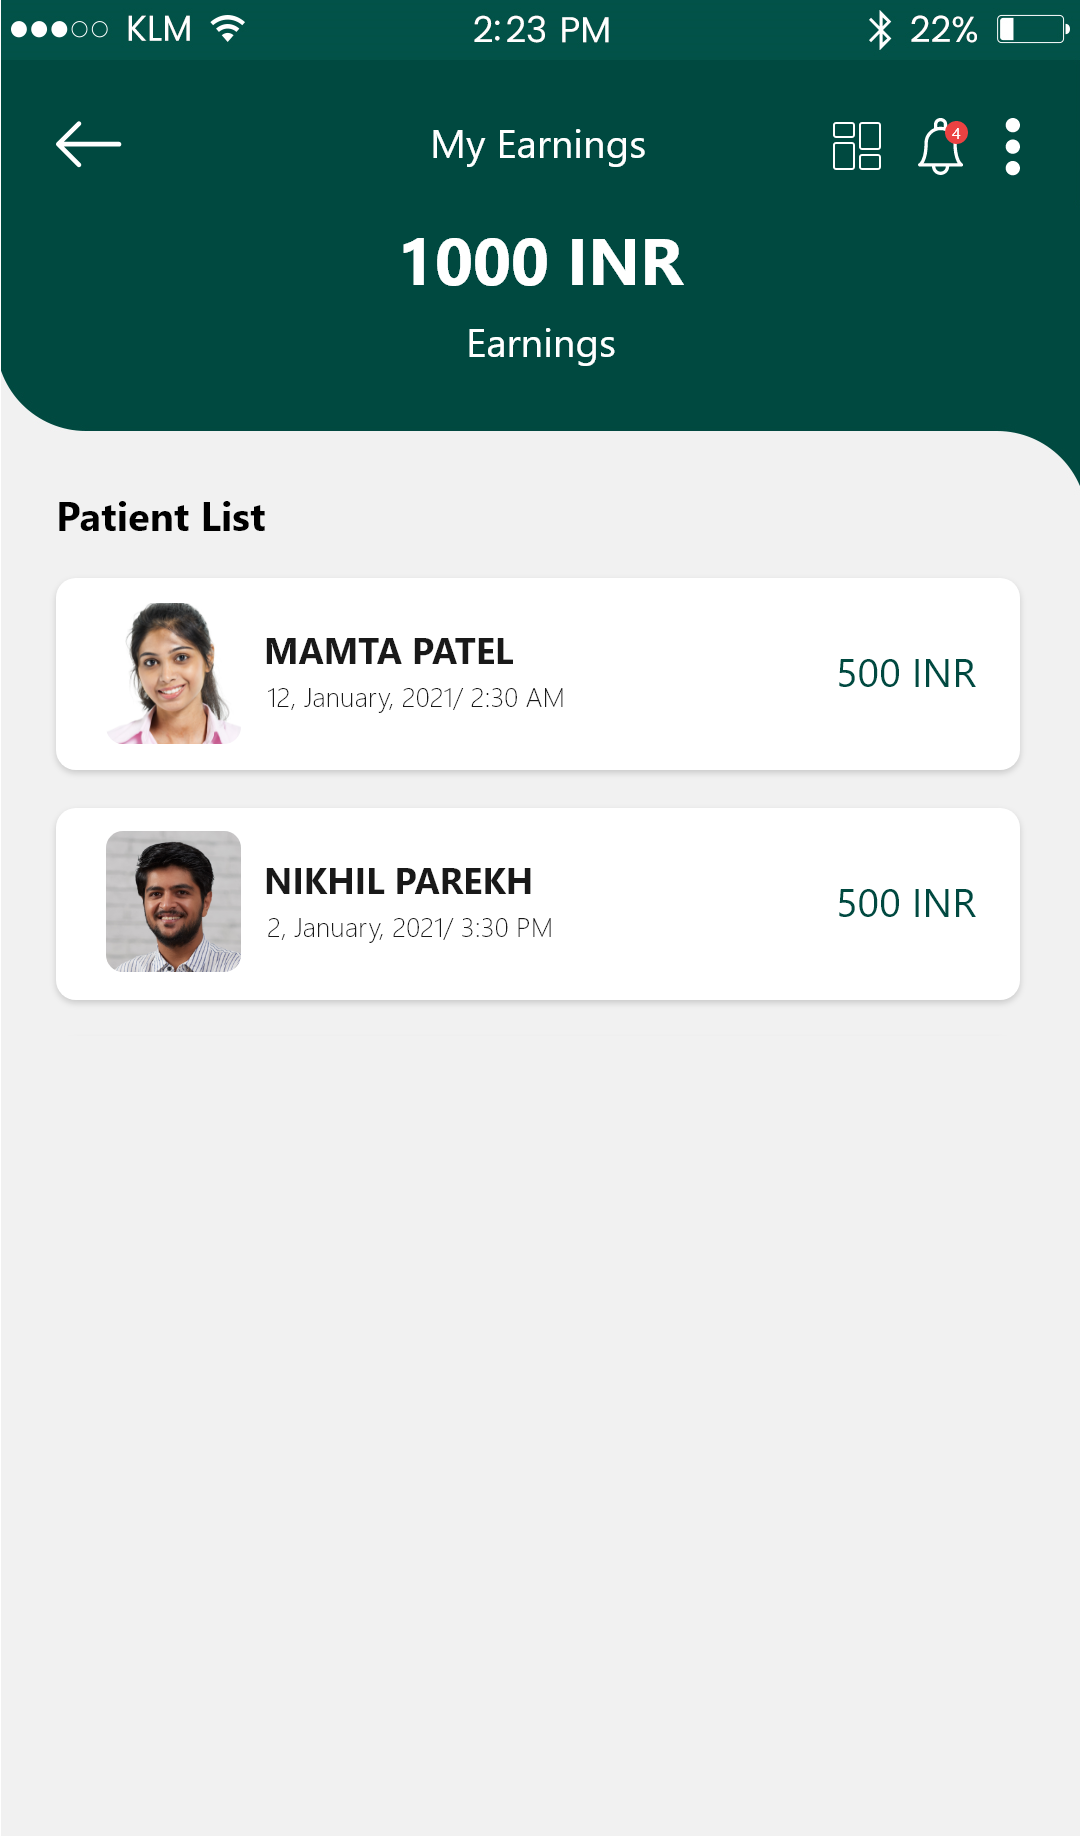 KLM 2:23 PM 22%
My Earnings 4
1000 INR
Earnings
Patient List
MAMTA PATEL
12, January, 2021/ 2:30 AM
500 INR
NIKHIL PAREKH
2, January, 2021/ 3:30 PM
500 INR